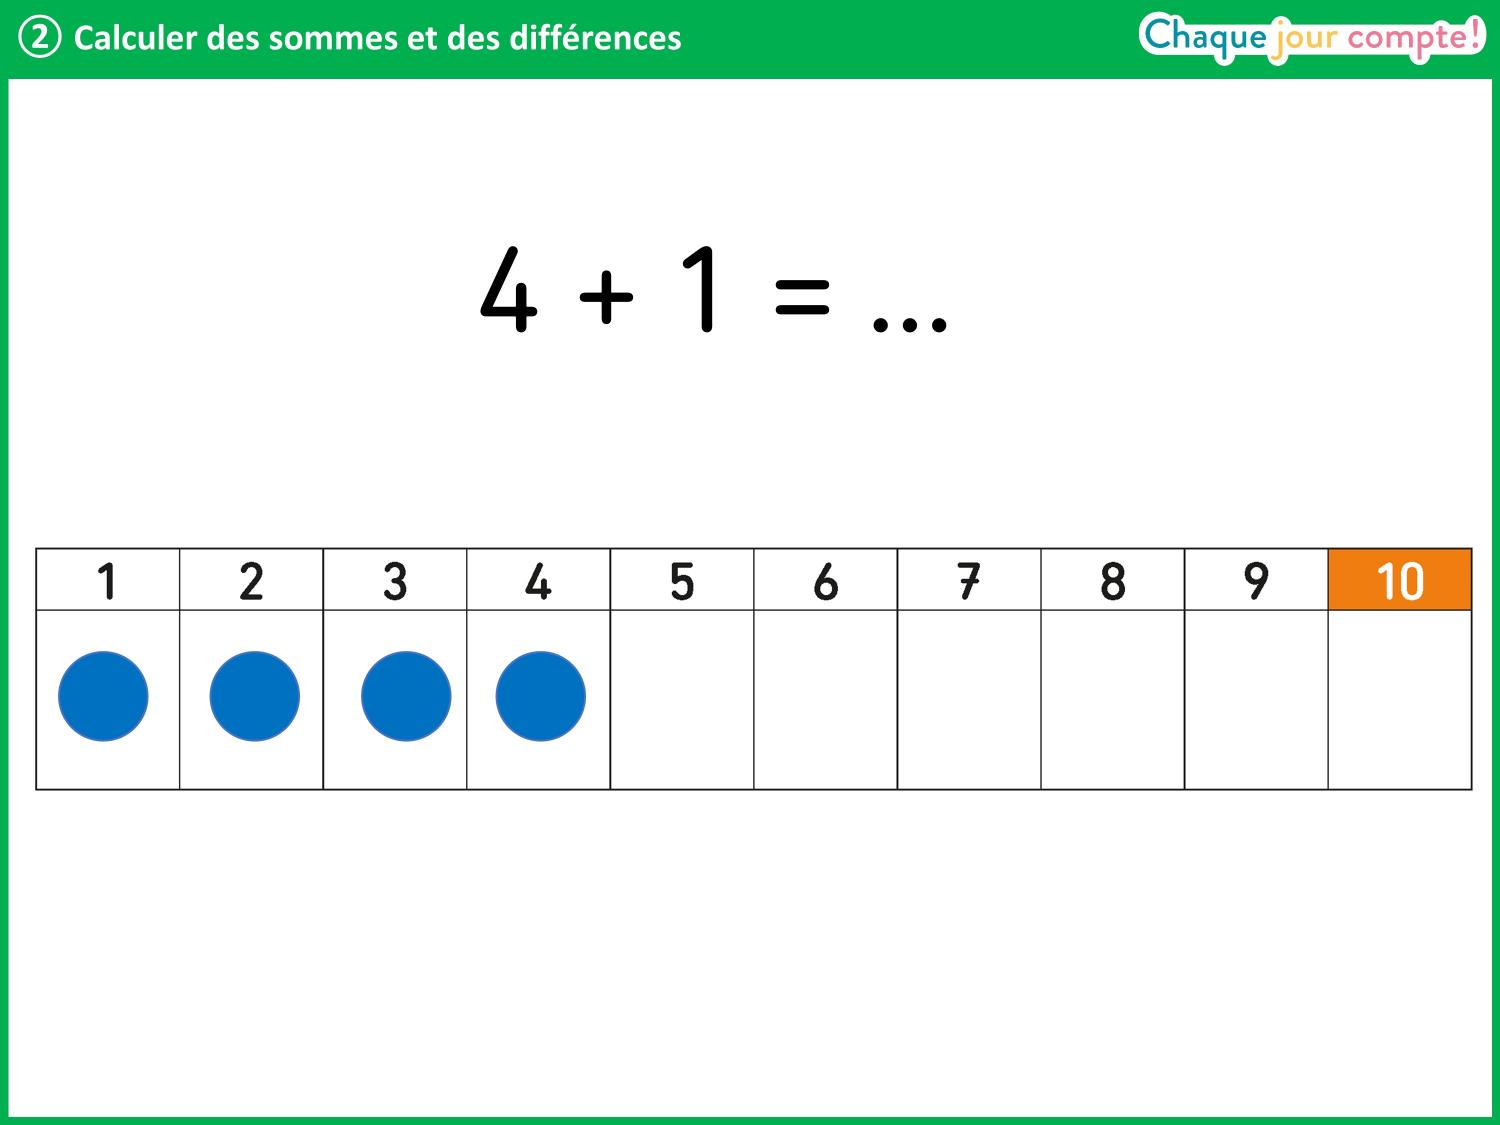 ② Calculer des sommes et des différences
Chaque jour compte!
4 + 1 = ...
1 2 3 4 5 6 7 8 9 10